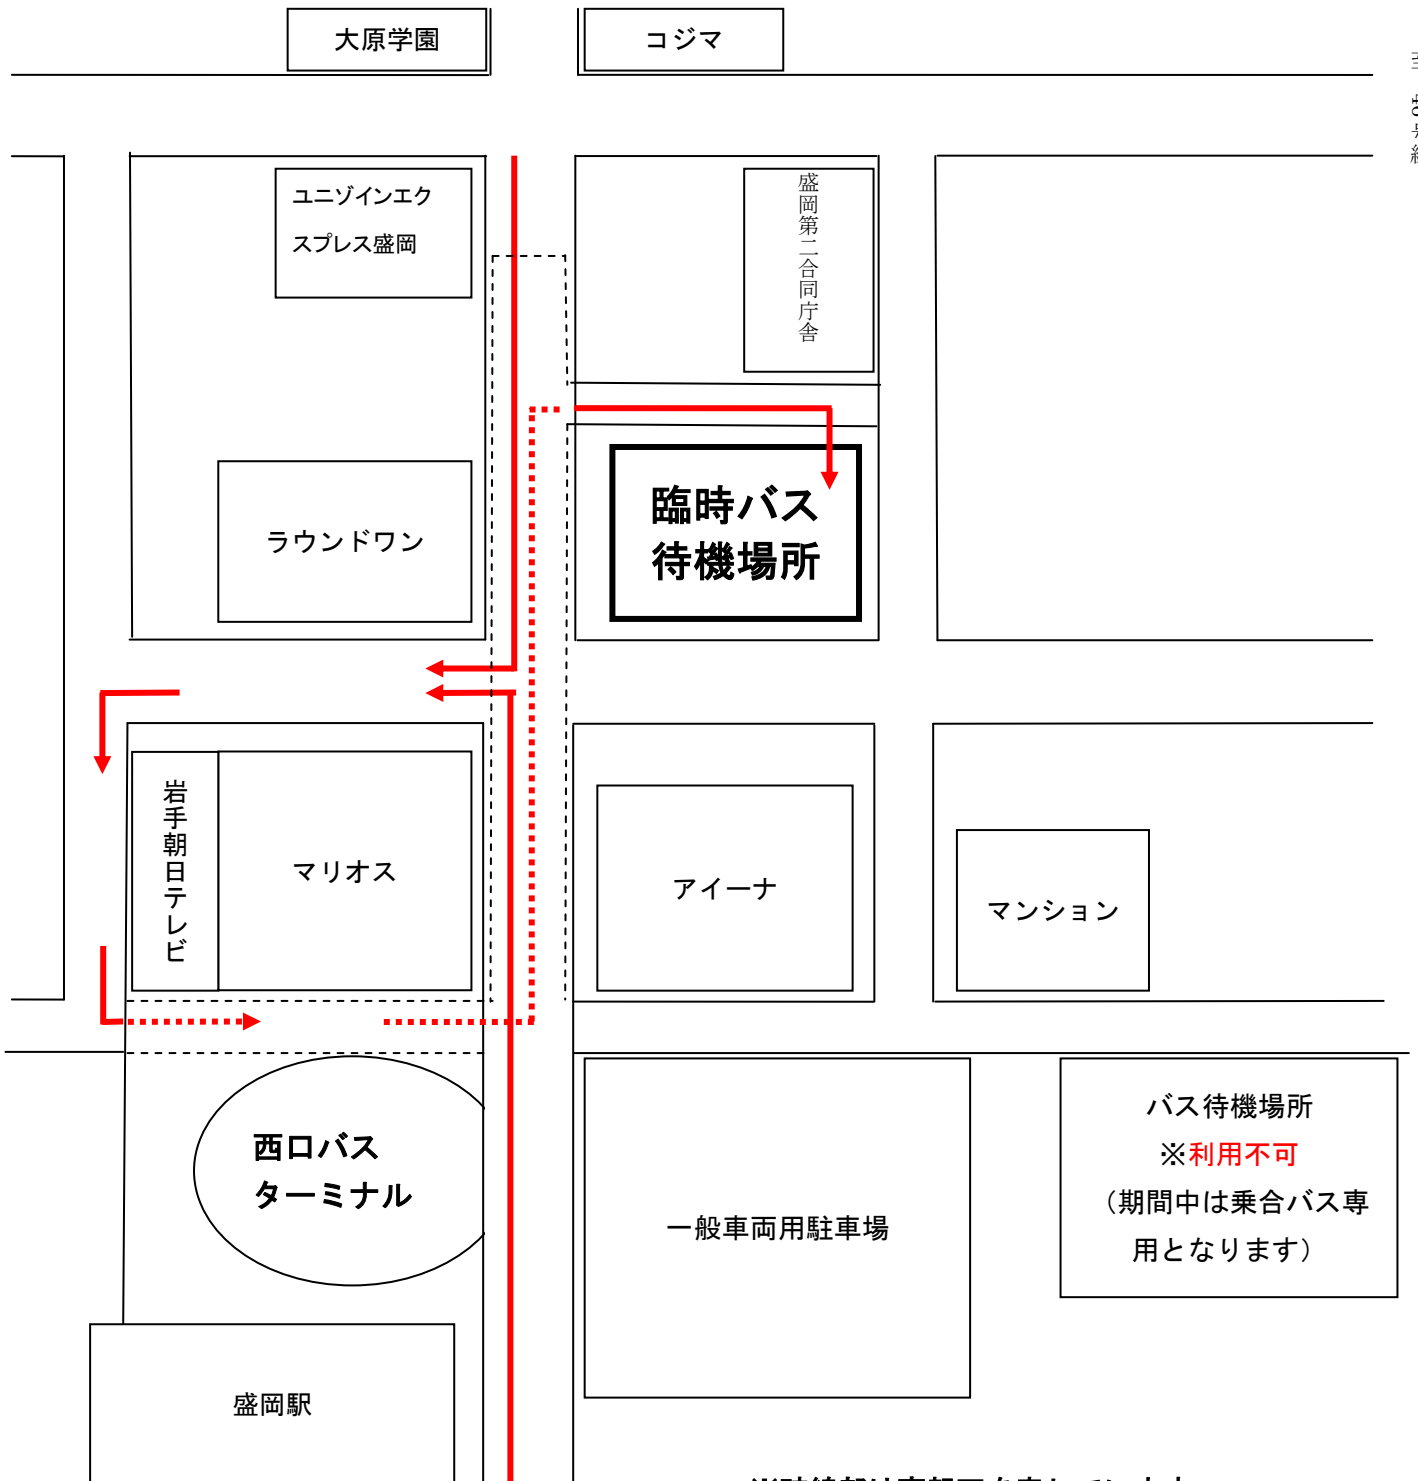 大原学園
コジマ
ユニゾインエク
スプレス盛岡
盛岡第二合同庁舎
臨時バス
待機場所
ラウンドワン
岩手朝日テレビ
マリオス
アイーナ
マンション
西口バス
ターミナル
一般車両用駐車場
バス待機場所
※利用不可
（期間中は乗合バス専
用となります）
盛岡駅